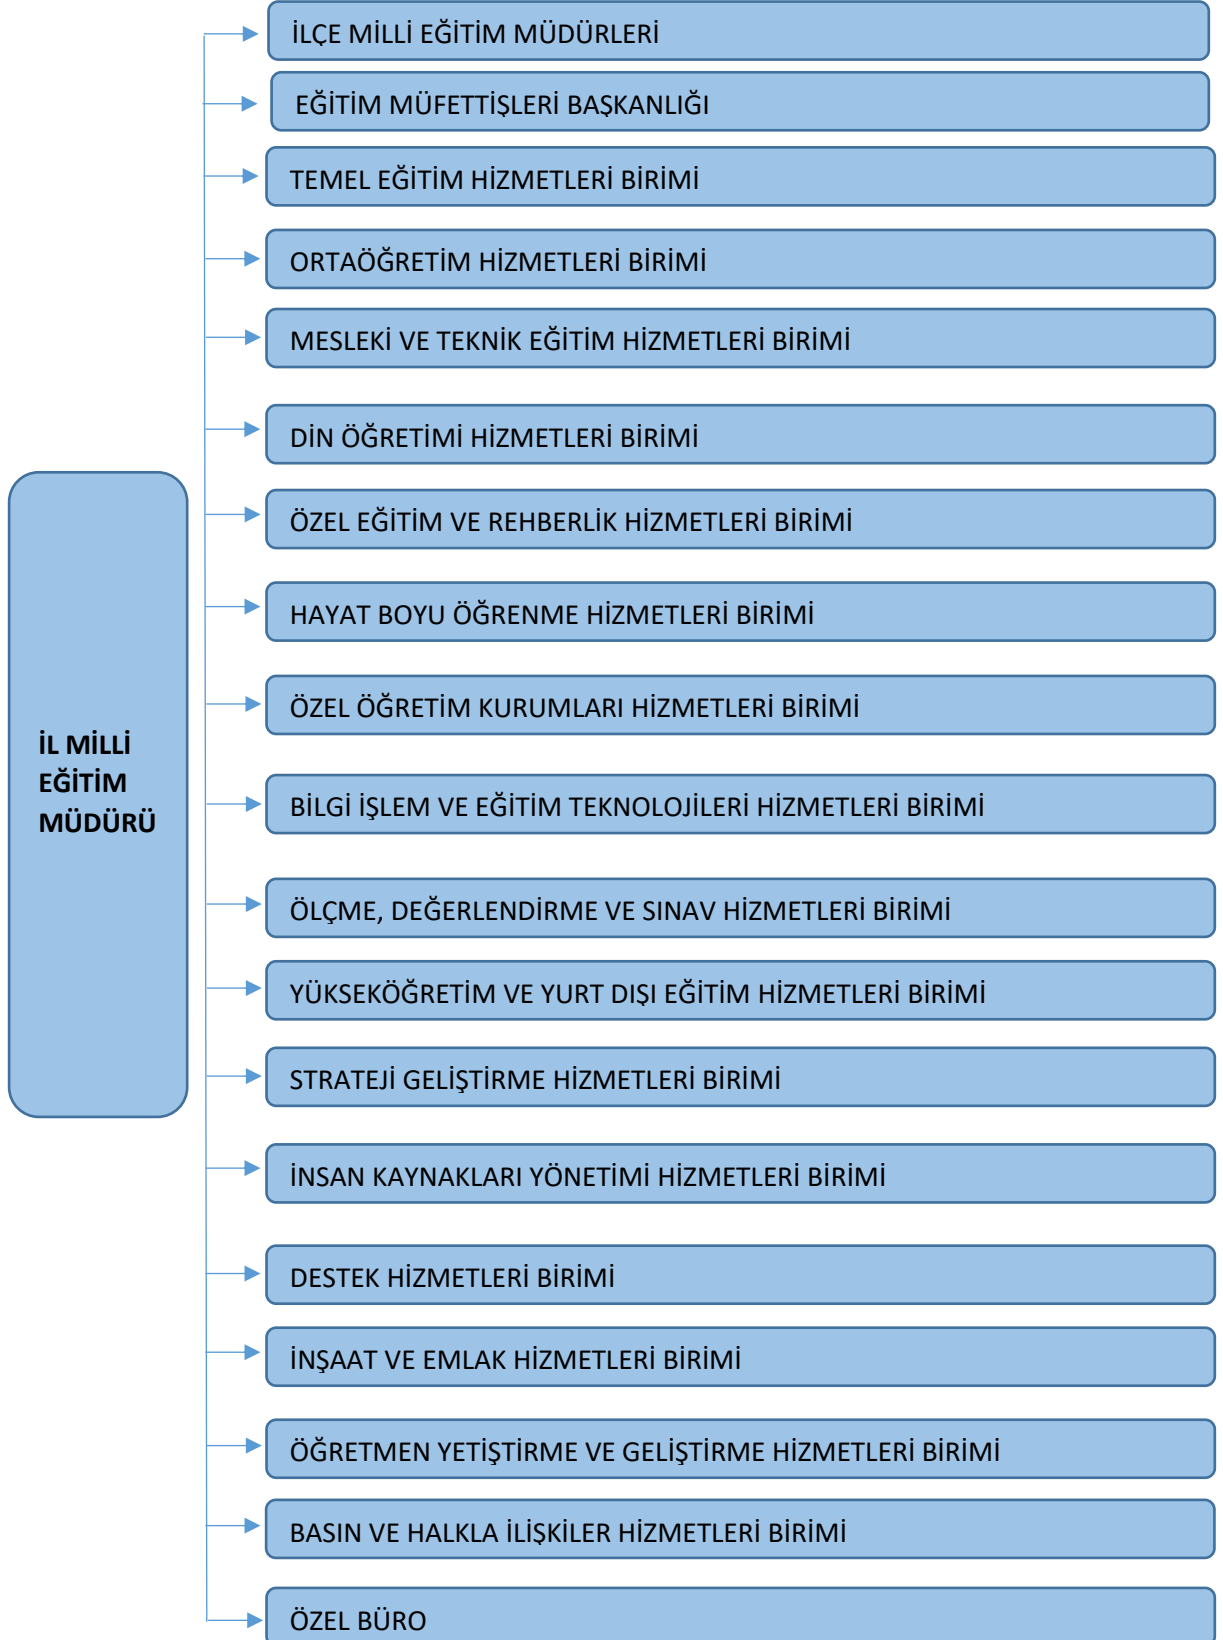 İLÇE MİLLİ EĞİTİM MÜDÜRLERİ
EĞİTİM MÜFETTİŞLERİ BAŞKANLIĞI
TEMEL EĞİTİM HİZMETLERİ BİRİMİ
ORTAÖĞRETİM HİZMETLERİ BİRİMİ
MESLEKİ VE TEKNİK EĞİTİM HİZMETLERİ BİRİMİ
DİN ÖĞRETİMİ HİZMETLERİ BİRİMİ
ÖZEL EĞİTİM VE REHBERLİK HİZMETLERİ BİRİMİ
HAYAT BOYU ÖĞRENME HİZMETLERİ BİRİMİ
ÖZEL ÖĞRETİM KURUMLARI HİZMETLERİ BİRİMİ
İL MİLLİ
EĞİTİM
MÜDÜRÜ
BİLGİ İŞLEM VE EĞİTİM TEKNOLOJİLERİ HİZMETLERİ BİRİMİ
ÖLÇME, DEĞERLENDİRME VE SINAV HİZMETLERİ BİRİMİ
YÜKSEKÖĞRETİM VE YURT DIŞI EĞİTİM HİZMETLERİ BİRİMİ
STRATEJİ GELİŞTİRME HİZMETLERİ BİRİMİ
İNSAN KAYNAKLARI YÖNETİMİ HİZMETLERİ BİRİMİ
DESTEK HİZMETLERİ BİRİMİ
İNŞAAT VE EMLAK HİZMETLERİ BİRİMİ
ÖĞRETMEN YETİŞTİRME VE GELİŞTİRME HİZMETLERİ BİRİMİ
BASIN VE HALKLA İLİŞKİLER HİZMETLERİ BİRİMİ
ÖZEL BÜRO